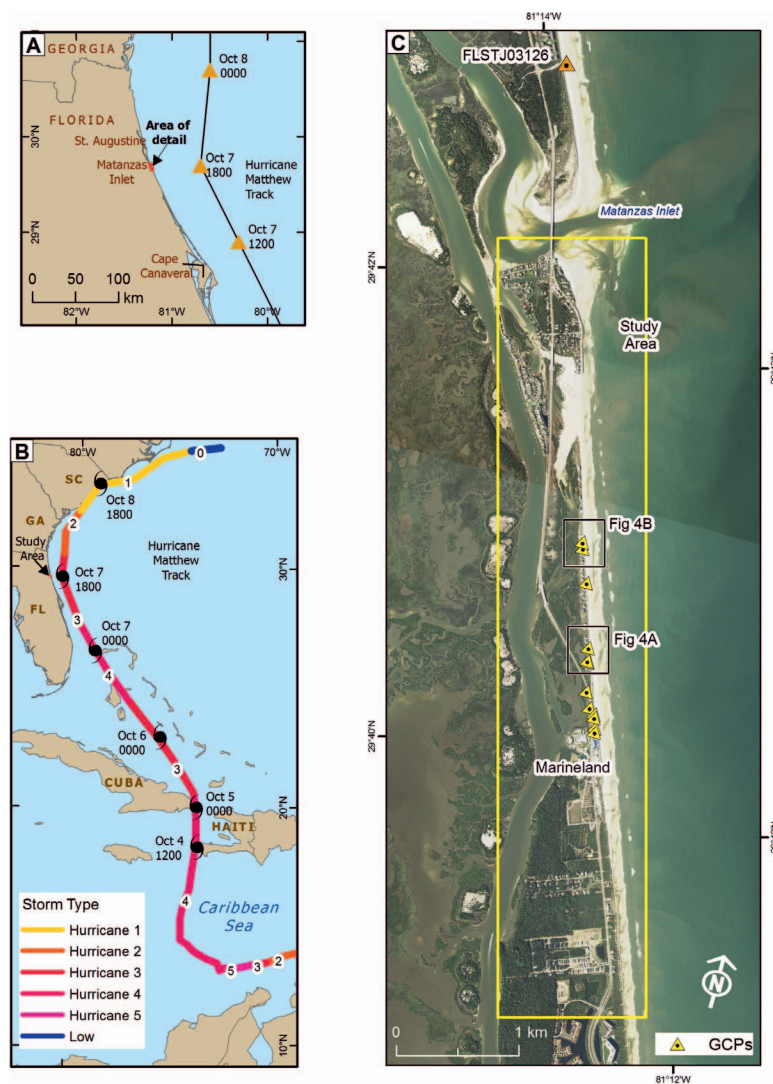 A
GEORGIA
Oct 8
0000
FLORIDA
30°N
St. Augustine
Area of
detail
Matanzas
Inlet
Oct 7
1800
Hurricane
Matthew
Track
29°N
Oct 7
1200
Cape
Canaveral
0 50 100
km
82°W 81°W 80°W
B
80°W 70°W
SC
0
1
Oct 8
1800
GA
2
Study
Area
Hurricane
Matthew
Track
30°N
Oct 7
1800
FL
3
Oct 7
0000
4
Oct 6
0000
3
CUBA
Oct 5
0000
20°N
HAITI
Oct 4
1200
4
Caribbean
Sea
5 3 2
Storm Type
Hurricane 1
Hurricane 2
Hurricane 3
Hurricane 4
Hurricane 5
Low
10°N
81°14'W
C
FLSTJ03126
Matanzas Inlet
29°42'N
Study
Area
Fig 4B
Fig 4A
29°40'N
Marineland
N
0 1 km
GCPs
81°12'W